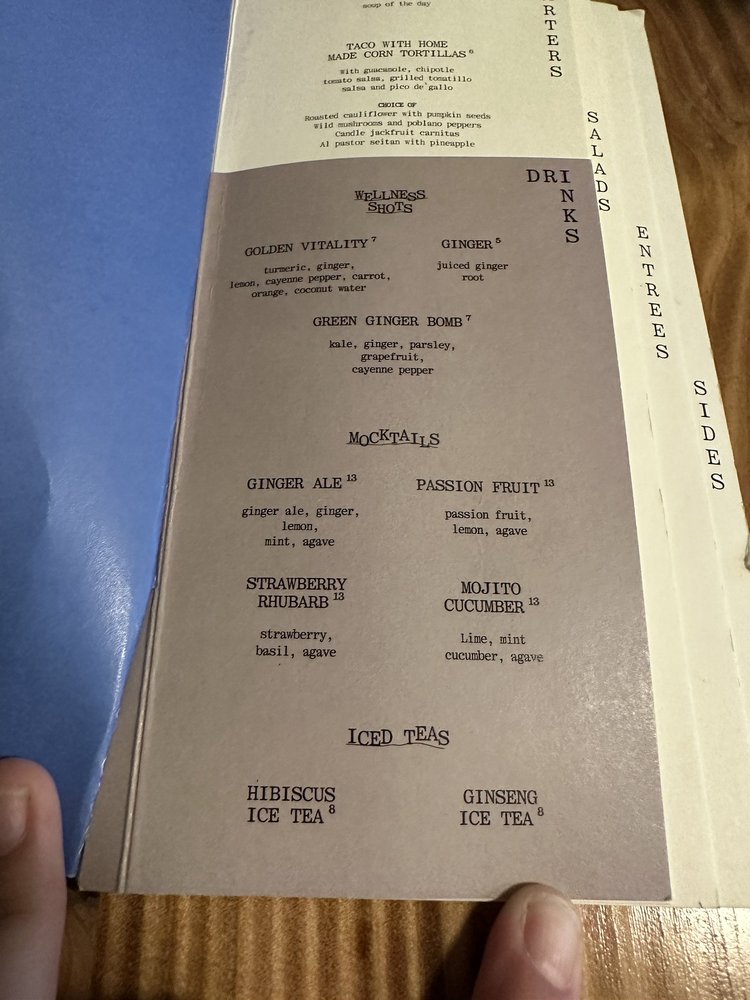 soup of the day
TACO WITH HOME
MADE CORN TORTILLAS 6
with guacamole, chipotle
tomato salsa, grilled tomatillo
salsa and pico de gallo
CHOICE OF
Roasted cauliflower with pumpkin seeds
Wild mushrooms and poblano peppers
Candle jackfruit carnitas
Al pastor seitan with pineapple
RTERS
SALADS
ENTREES
SIDES
DRINKS
WELLNESS
SHOTS
GOLDEN VITALITY 7
turmeric, ginger,
lemon, cayenne pepper, carrot,
orange, coconut water
GINGER 5
juiced ginger
root
GREEN GINGER BOMB 7
kale, ginger, parsley,
grapefruit,
cayenne pepper
MOCKTAILS
GINGER ALE 13
ginger ale, ginger,
lemon,
mint, agave
PASSION FRUIT 13
passion fruit,
lemon, agave
STRAWBERRY
RHUBARB 13
strawberry,
basil, agave
MOJITO
CUCUMBER 13
Lime, mint
cucumber, agave
ICED TEAS
HIBISCUS
ICE TEA 8
GINSENG
ICE TEA 8